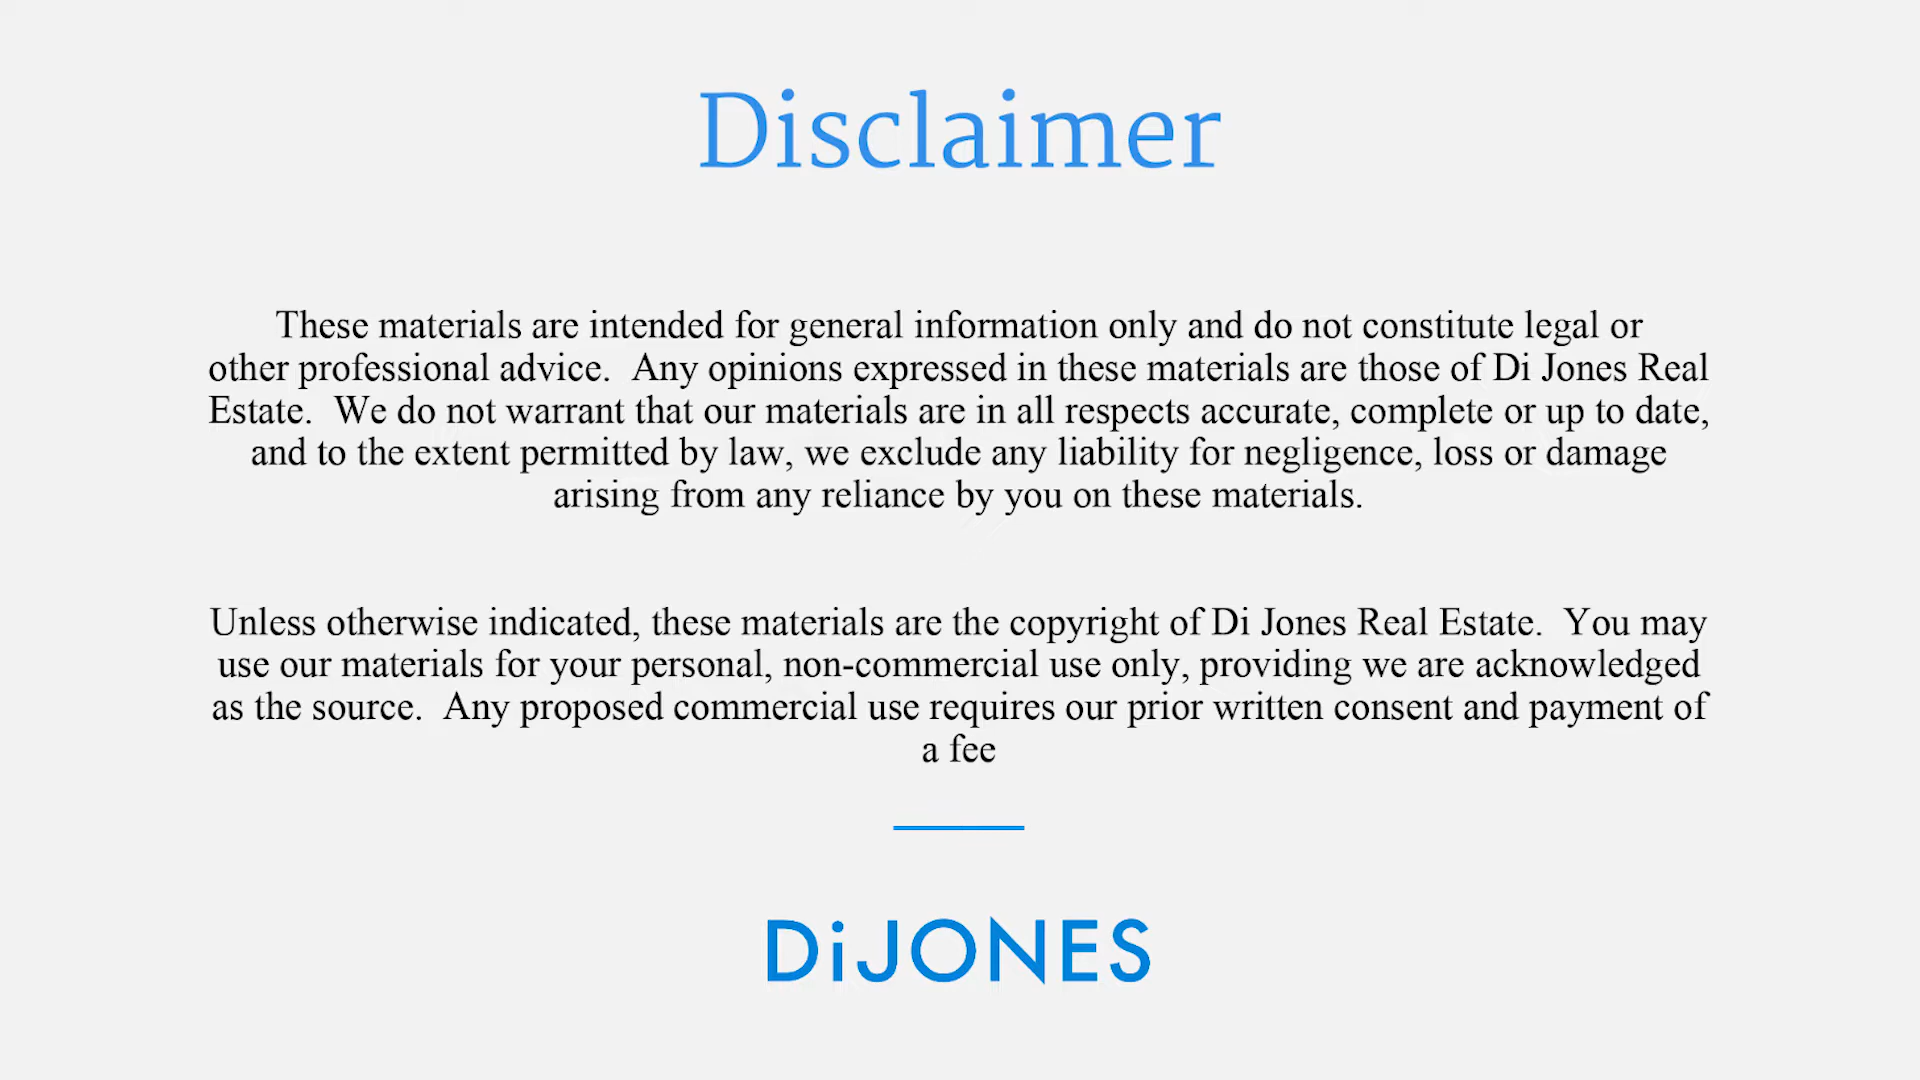 Disclaimer
These materials are intended for general information only and do not constitute legal or
other professional advice.  Any opinions expressed in these materials are those of Di Jones Real
Estate.  We do not warrant that our materials are in all respects accurate, complete or up to date,
and to the extent permitted by law, we exclude any liability for negligence, loss or damage
arising from any reliance by you on these materials.
Unless otherwise indicated, these materials are the copyright of Di Jones Real Estate.  You may
use our materials for your personal, non-commercial use only, providing we are acknowledged
as the source.  Any proposed commercial use requires our prior written consent and payment of
a fee
DiJONES